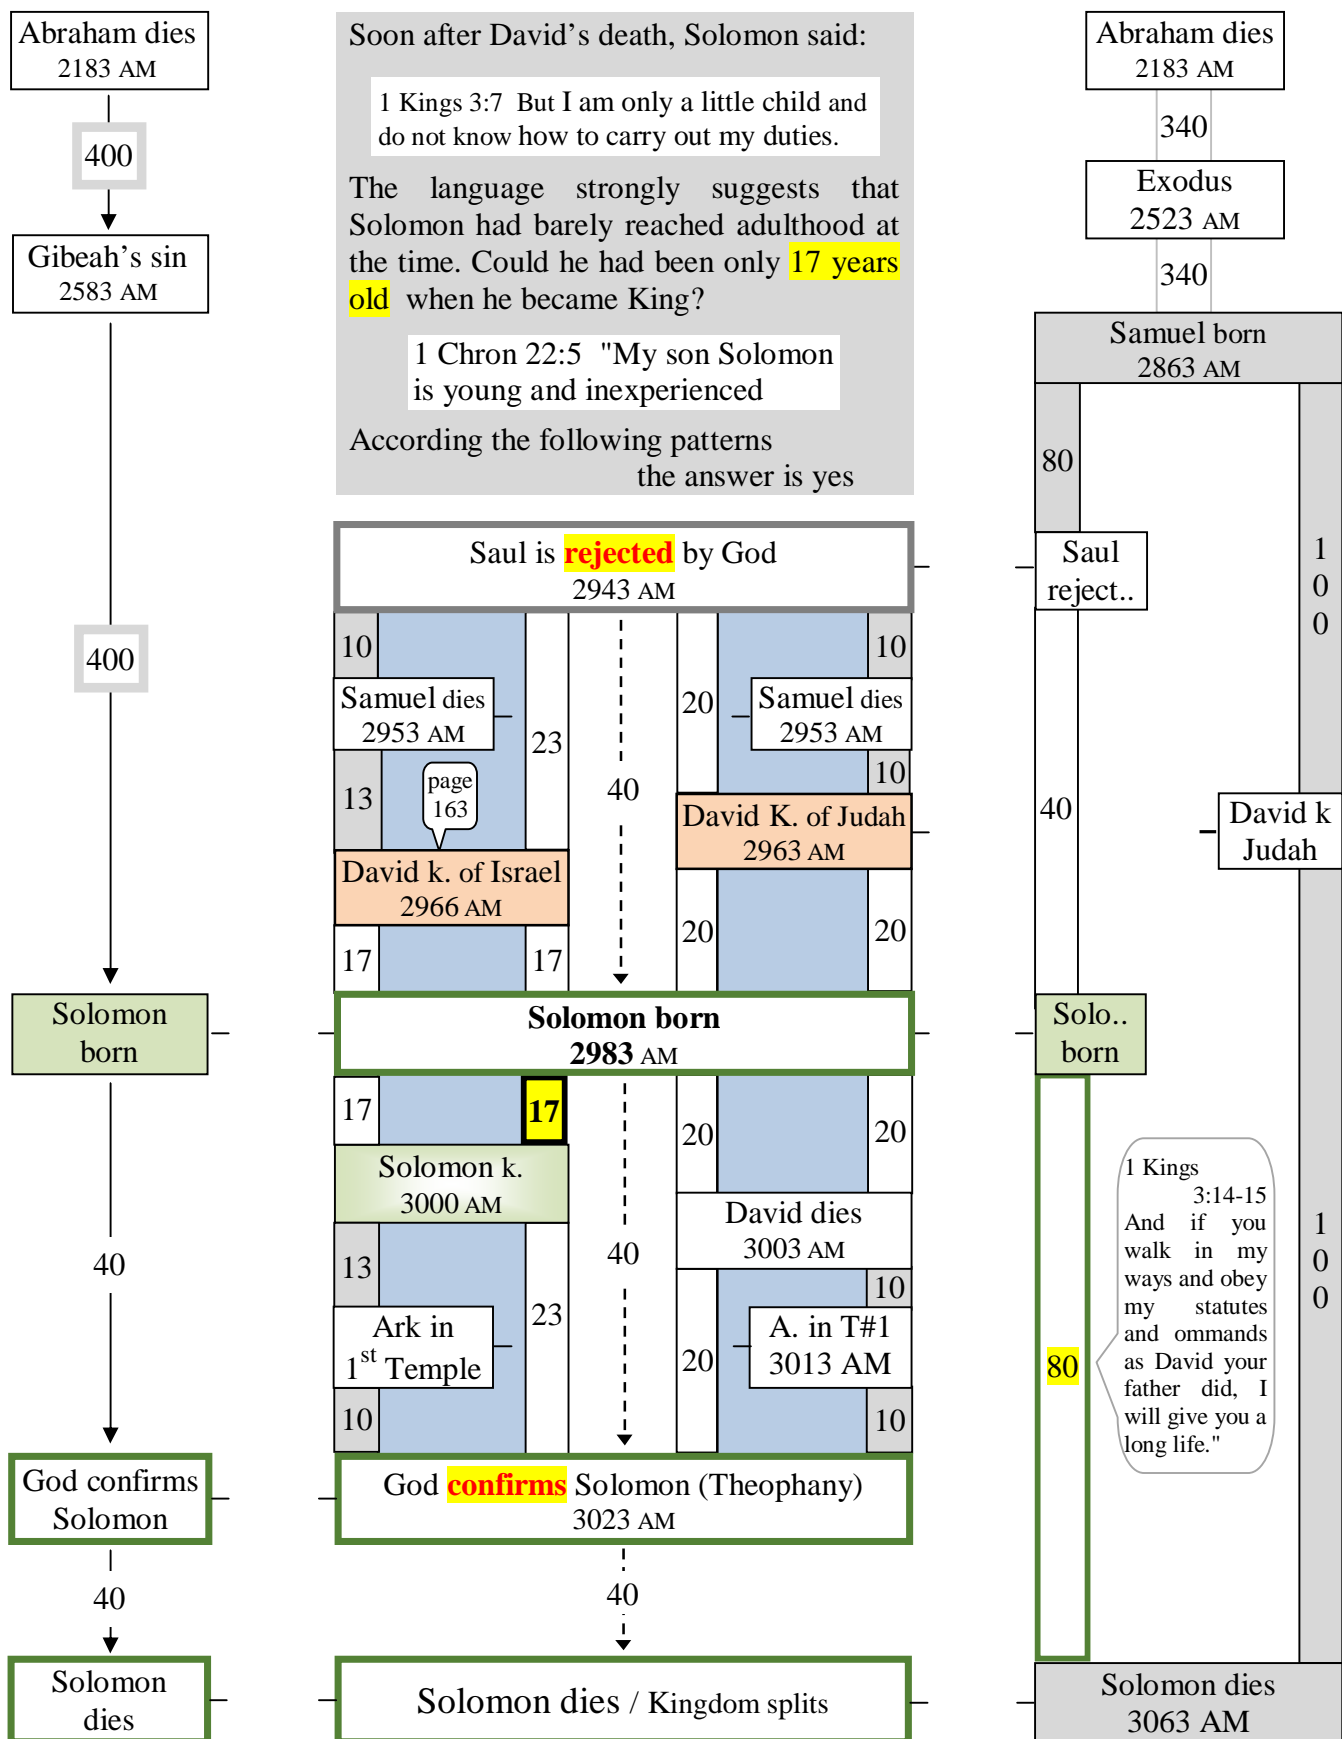 Abraham dies
2183 AM
400
Gibeah's sin
2583 AM
400
Solomon
born
40
God confirms
Solomon
40
Solomon
dies
Soon after David's death, Solomon said:
1 Kings 3:7 But I am only a little child and
do not know how to carry out my duties.
The language strongly suggests that
Solomon had barely reached adulthood at
the time. Could he had been only 17 years
old when he became King?
1 Chron 22:5 "My son Solomon
is young and inexperienced
According the following patterns
the answer is yes
Saul is rejected by God
2943 AM
10
Samuel dies
2953 AM
13
23
page
163
David k. of Israel
2966 AM
17
17
40
20
10
Samuel dies
2953 AM
10
David K. of Judah
2963 AM
20
20
Solomon born
2983 AM
17
17
Solomon k.
3000 AM
13
23
Ark in
1st Temple
10
40
20
20
David dies
3003 AM
10
20
A. in T#1
3013 AM
10
God confirms Solomon (Theophany)
3023 AM
40
Solomon dies / Kingdom splits
Abraham dies
2183 AM
340
Exodus
2523 AM
340
Samuel born
2863 AM
80
Saul
reject..
1
0
0
40
David k
Judah
Solo..
born
80
1 Kings
3:14-15
And if you
walk in my
ways and obey
my statutes
and ommands
as David your
father did, I
will give you a
long life."
1
0
0
Solomon dies
3063 AM